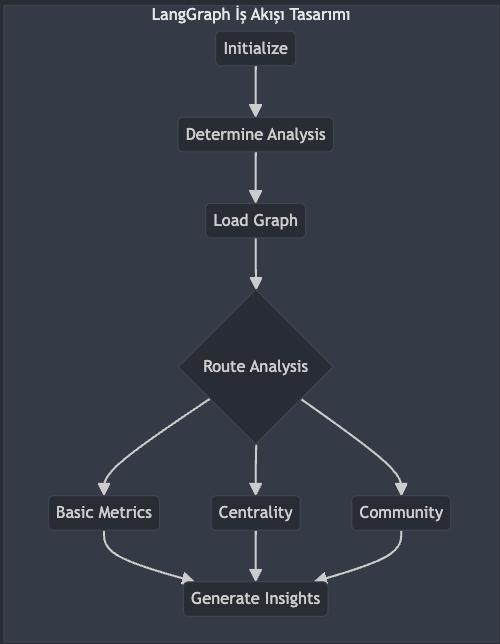 LangGraph İş Akışı Tasarımı
Initialize
Determine Analysis
Load Graph
Route Analysis
Basic Metrics
Centrality
Community
Generate Insights